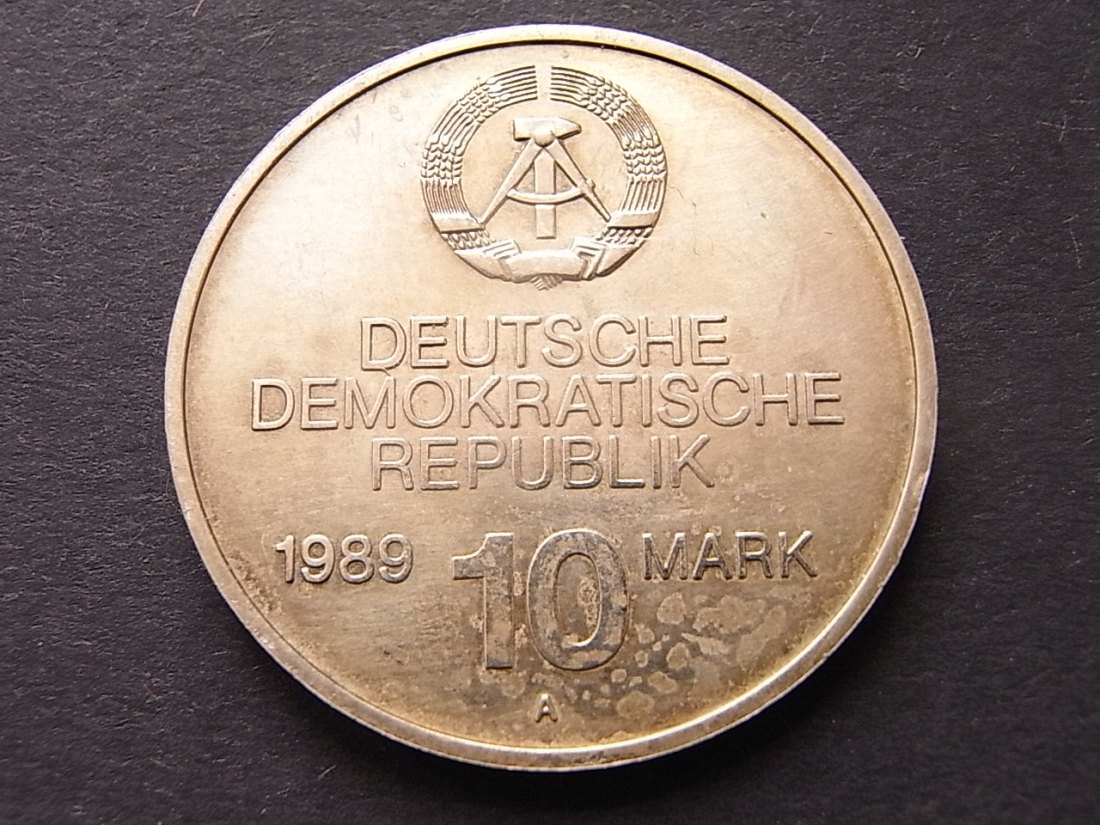 DEUTSCHE
DEMOKRATISCHE
REPUBLIK
1989 10 MARK
A